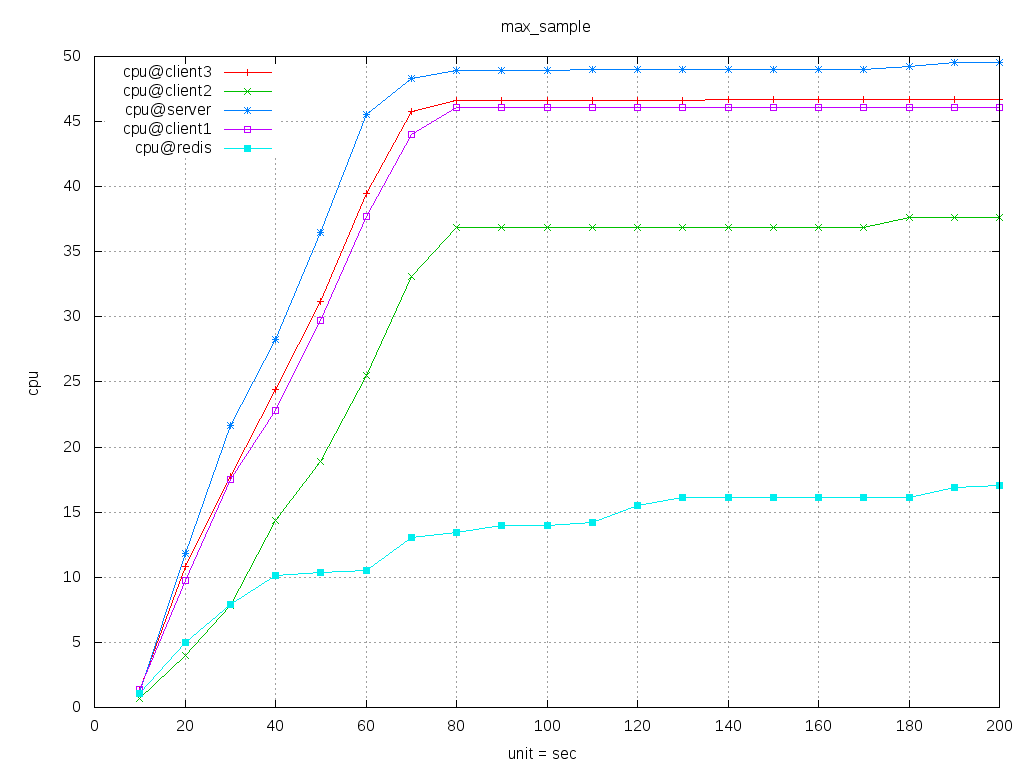 max_sample
50
45
40
35
30
25
20
15
10
5
0
cpu
cpu@client3
cpu@client2
cpu@server
cpu@client1
cpu@redis
0 20 40 60 80 100 120 140 160 180 200
unit = sec